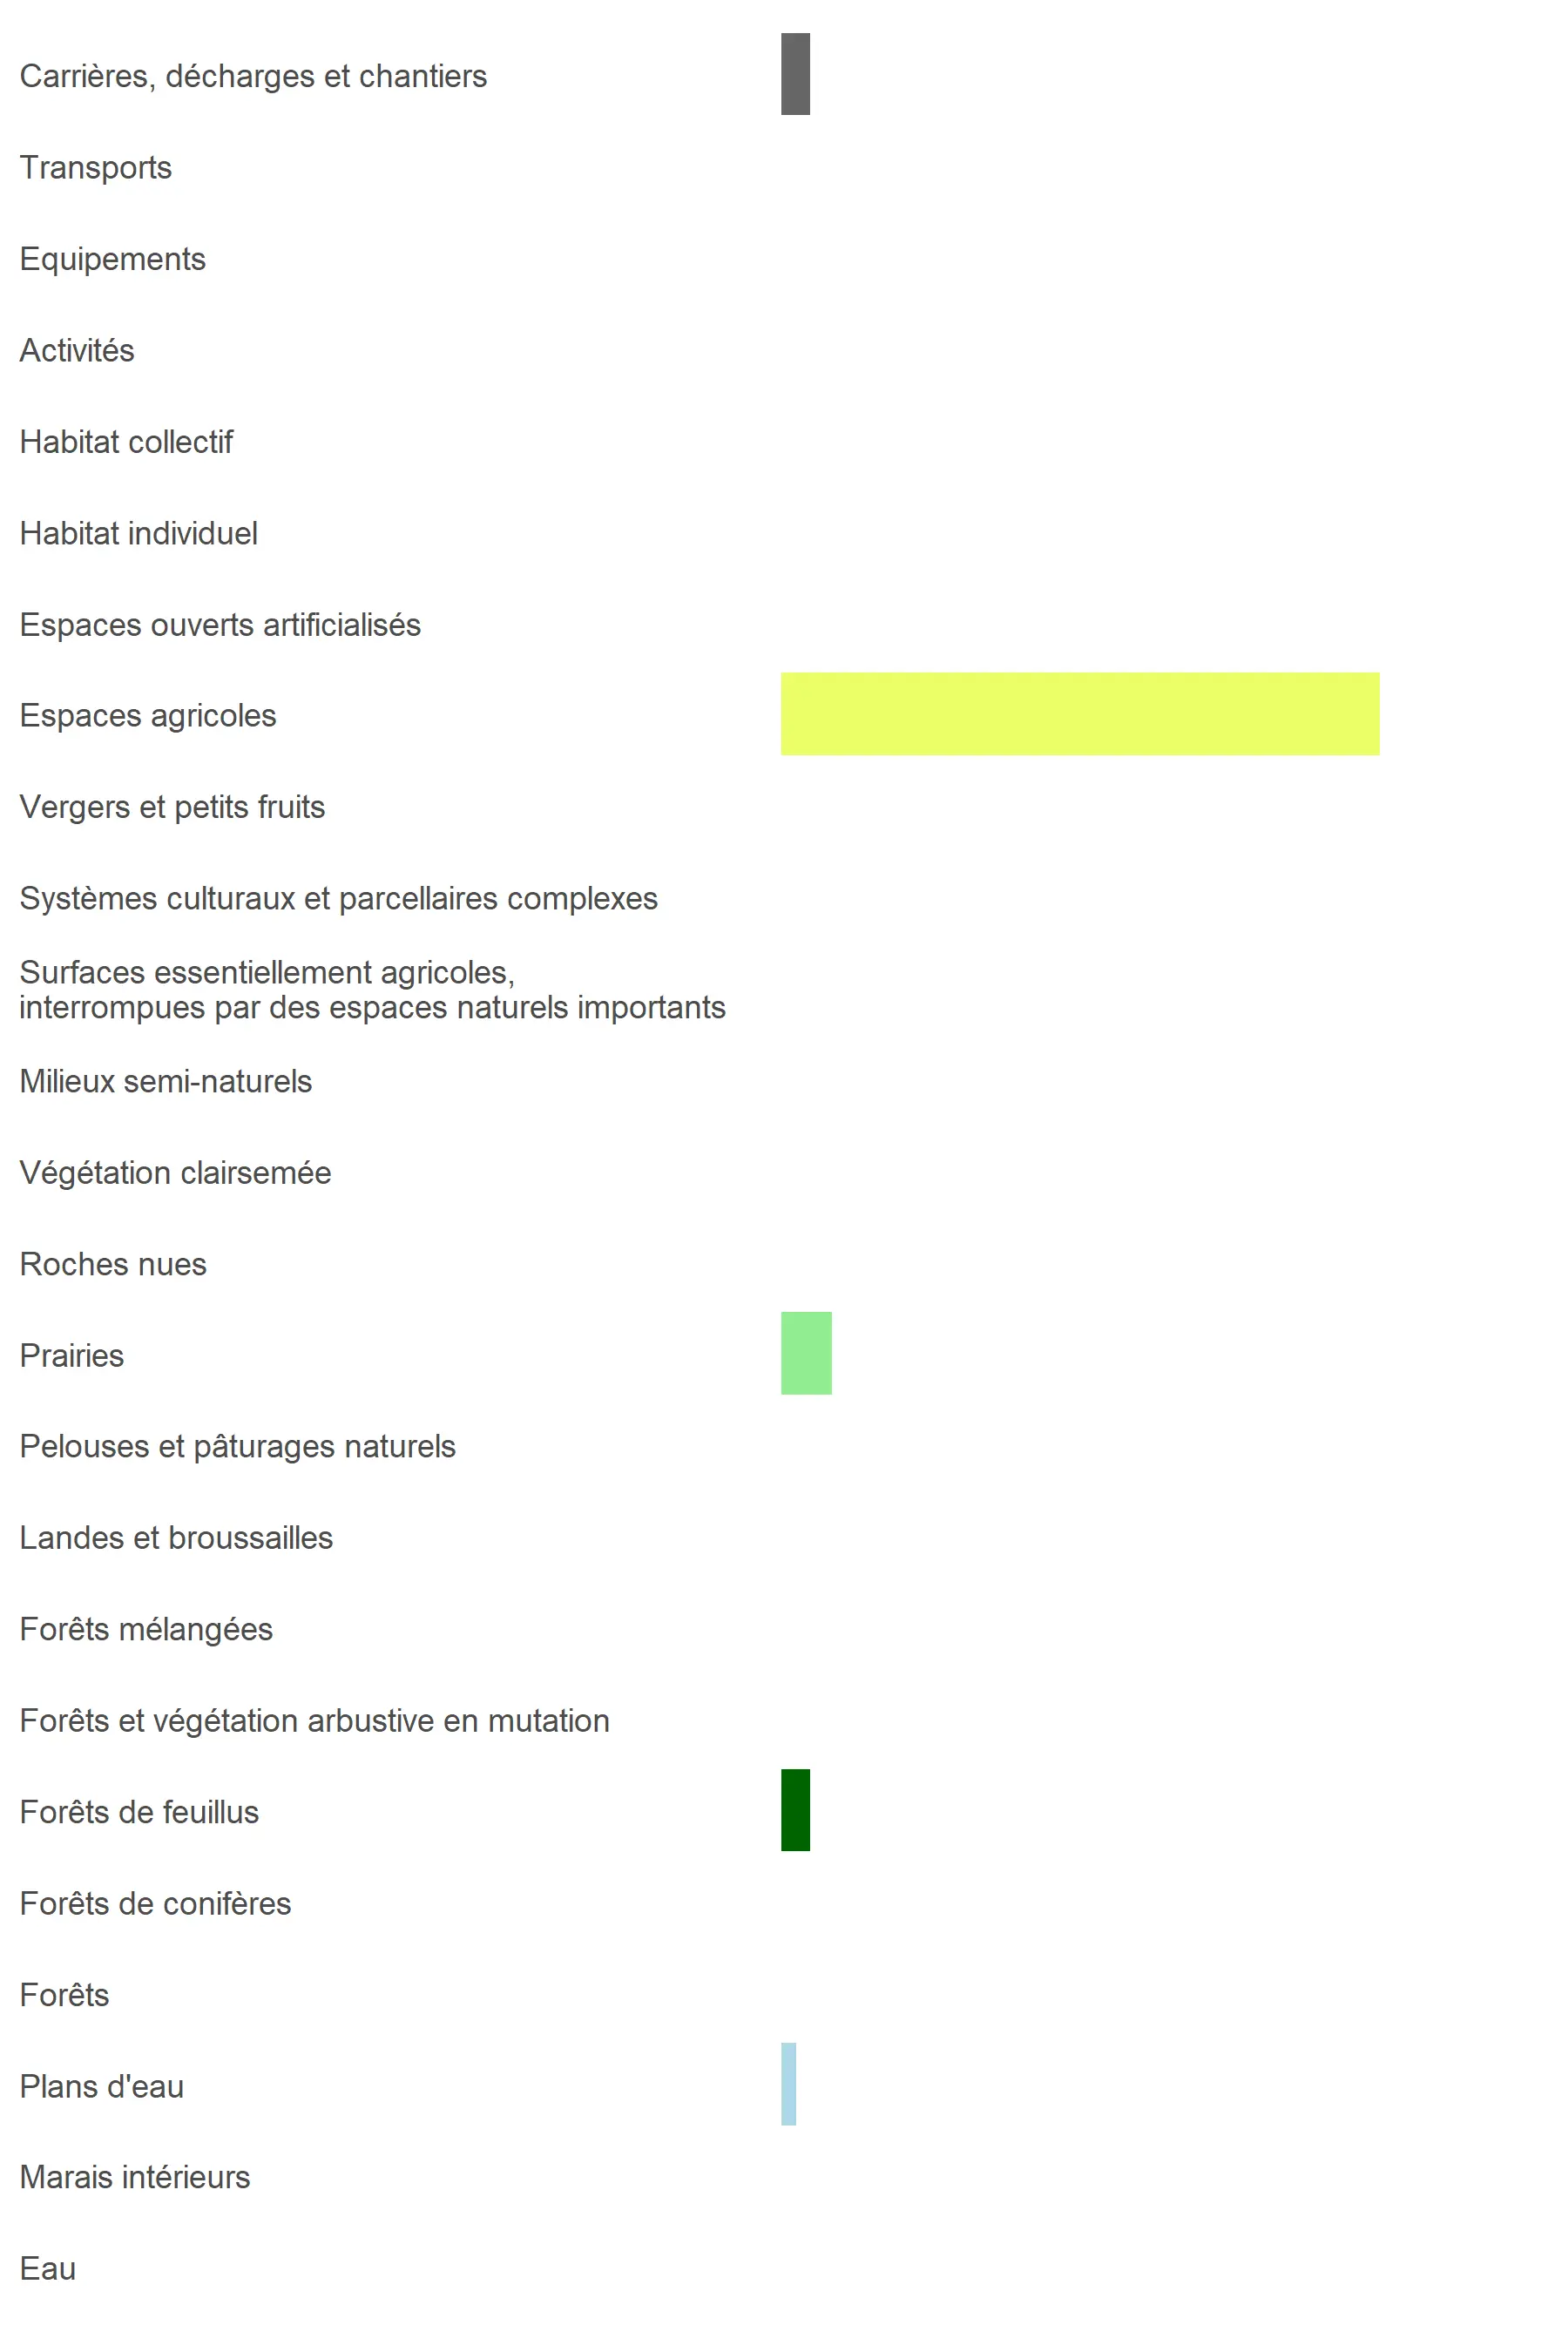 Carrières, décharges et chantiers
Transports
Equipements
Activités
Habitat collectif
Habitat individuel
Espaces ouverts artificialisés
Espaces agricoles
Vergers et petits fruits
Systèmes culturaux et parcellaires complexes
Surfaces essentiellement agricoles,
interrompues par des espaces naturels importants
Milieux semi-naturels
Végétation clairsemée
Roches nues
Prairies
Pelouses et pâturages naturels
Landes et broussailles
Forêts mélangées
Forêts et végétation arbustive en mutation
Forêts de feuillus
Forêts de conifères
Forêts
Plans d'eau
Marais intérieurs
Eau